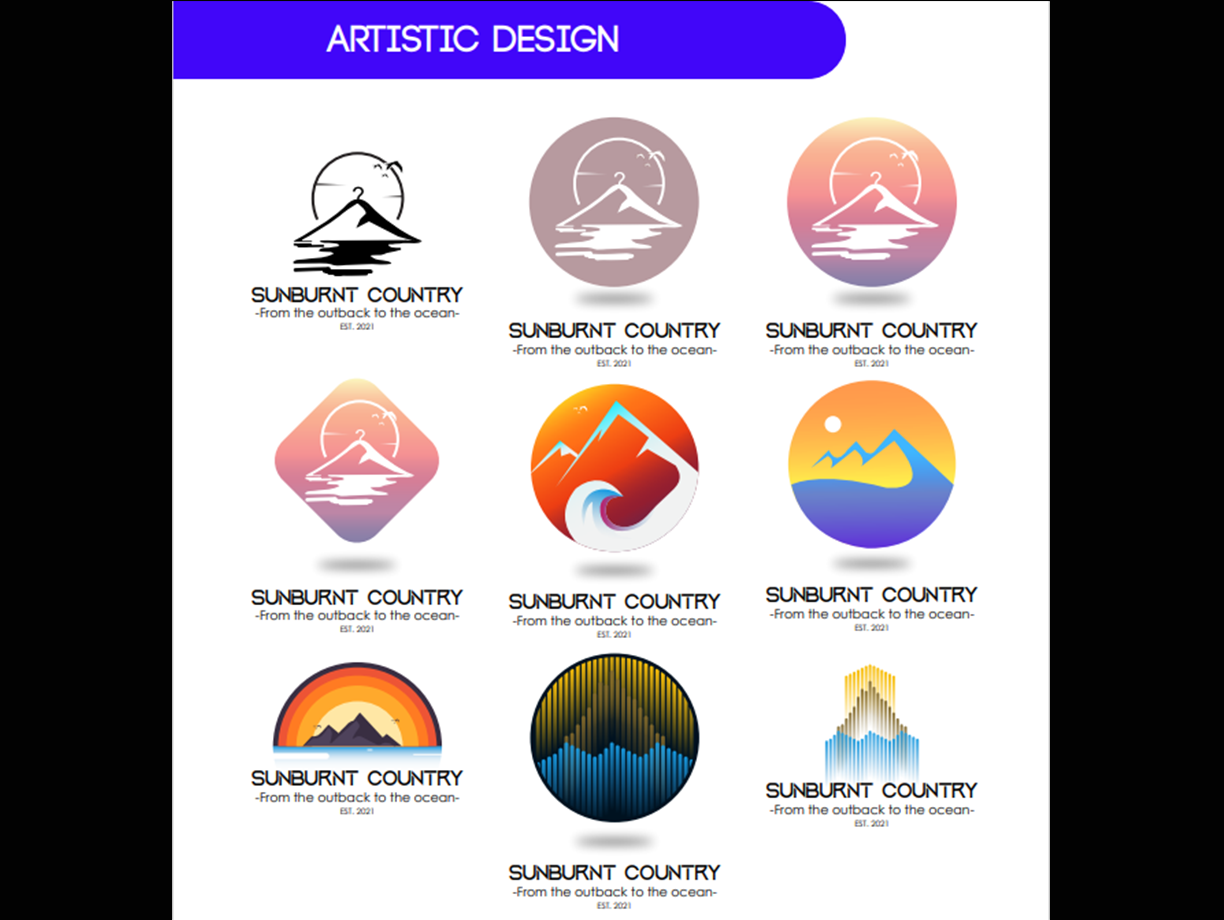 ARTISTIC DESIGN
SUNBURNT COUNTRY
-From the outback to the ocean-
EST. 2021
SUNBURNT COUNTRY
-From the outback to the ocean-
EST. 2021
SUNBURNT COUNTRY
-From the outback to the ocean-
EST. 2021
SUNBURNT COUNTRY
-From the outback to the ocean-
EST. 2021
SUNBURNT COUNTRY
-From the outback to the ocean-
EST. 2021
SUNBURNT COUNTRY
-From the outback to the ocean-
EST. 2021
SUNBURNT COUNTRY
-From the outback to the ocean-
EST. 2021
SUNBURNT COUNTRY
-From the outback to the ocean-
EST. 2021
SUNBURNT COUNTRY
-From the outback to the ocean-
EST. 2021